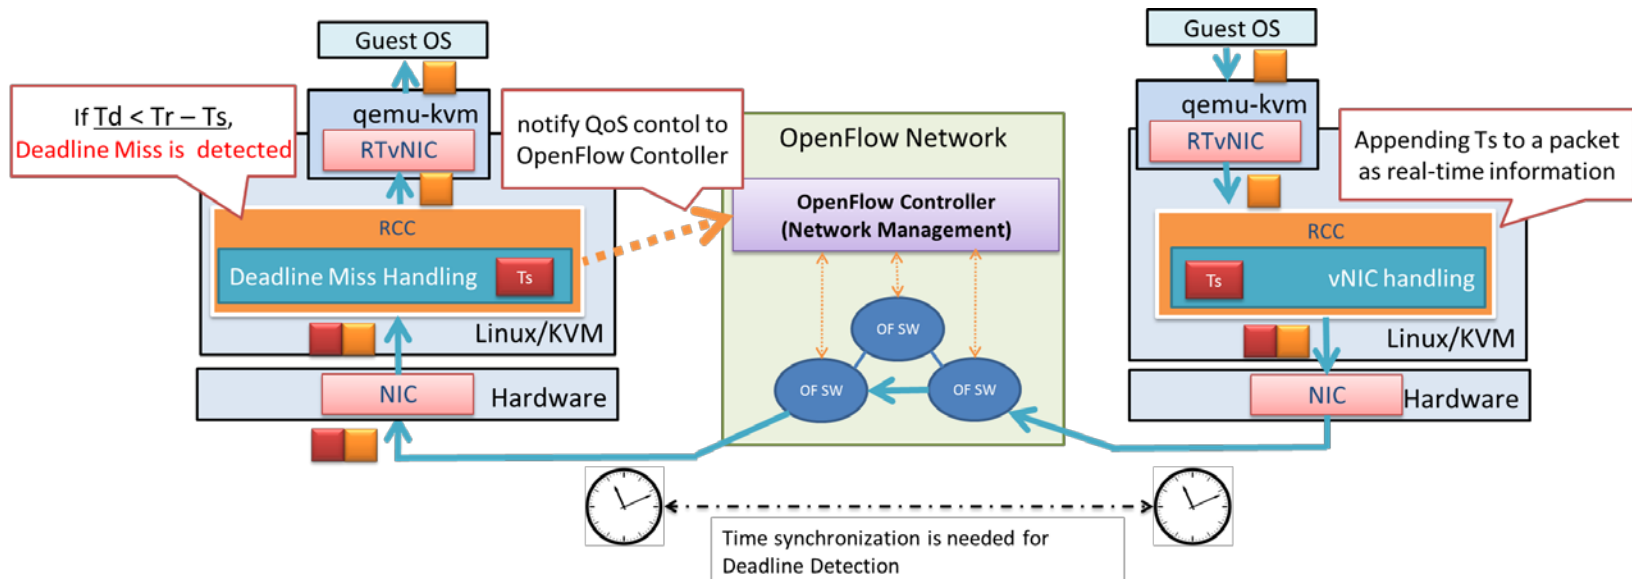 Guest OS
qemu-kvm
RTvNIC
If Td < Tr – Ts,
Deadline Miss is detected
RCC
Deadline Miss Handling
Ts
Linux/KVM
NIC
Hardware
notify QoS contol to
OpenFlow Contoller
OpenFlow Network
OpenFlow Controller
(Network Management)
OF SW
OF SW
OF SW
Guest OS
qemu-kvm
RTvNIC
Appending Ts to a packet
as real-time information
RCC
Ts
vNIC handling
Linux/KVM
NIC
Hardware
Time synchronization is needed for
Deadline Detection